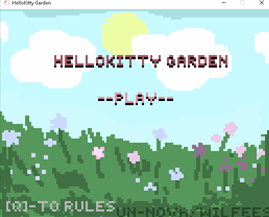 HelloKitty Garden
HELLOKITTY GARDEN
--PLAY--
[Q]-TO RULES